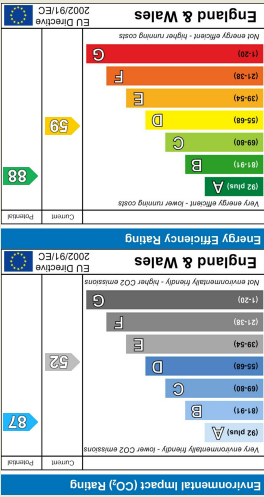 Environmental Impact (CO₂) Rating
Current Potential
Very environmentally friendly - lower CO2 emissions
(92 plus) A
(81-91) B
(69-80) C
(55-68) D
(39-54) E
(21-38) F
(1-20) G
Not environmentally friendly - higher CO2 emissions
52
87
England & Wales
EU Directive
2002/91/EC
Energy Efficiency Rating
Current Potential
Very energy efficient - lower running costs
(92 plus) A
(81-91) B
(69-80) C
(55-68) D
(39-54) E
(21-38) F
(1-20) G
Not energy efficient - higher running costs
59
88
England & Wales
EU Directive
2002/91/EC